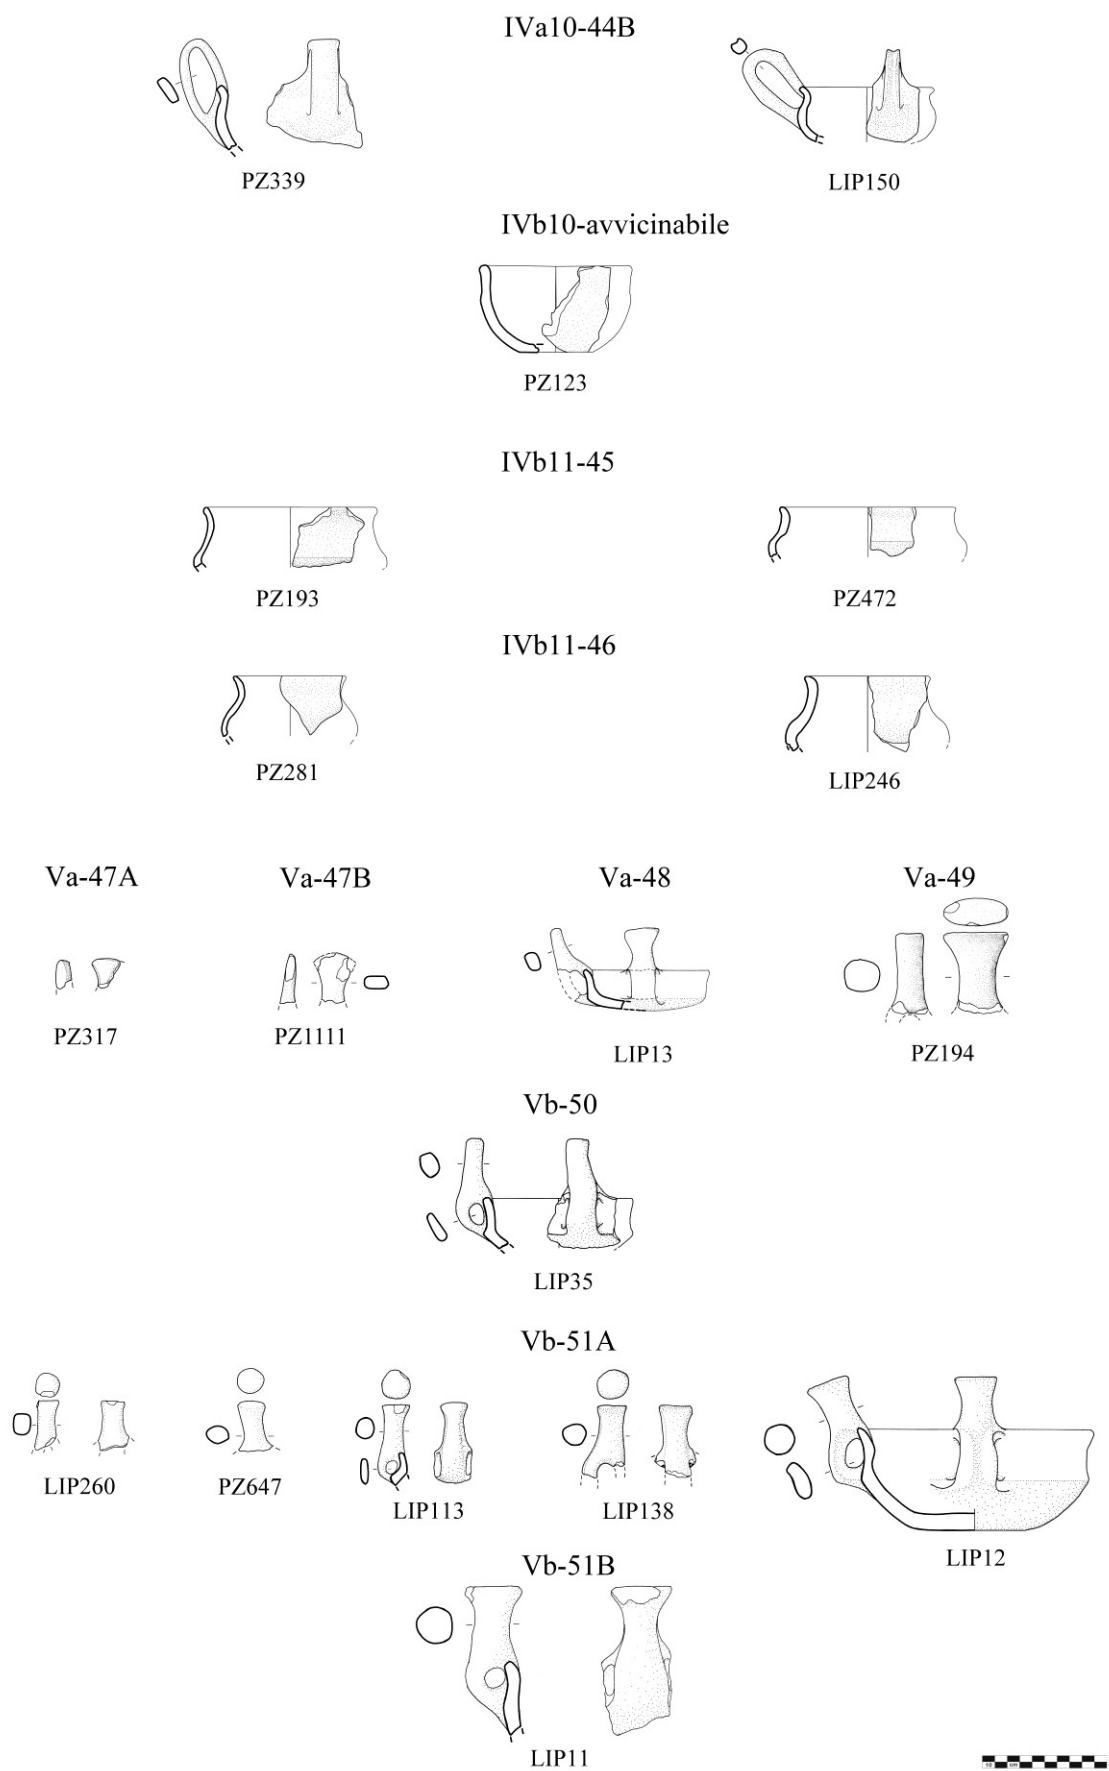 IVa10-44B
PZ339 LIP150
IVb10-avvicinabile
PZ123
IVb11-45
PZ193 PZ472
IVb11-46
PZ281 LIP246
Va-47A Va-47B Va-48 Va-49
PZ317 PZ1111 LIP13 PZ194
Vb-50
LIP35
Vb-51A
LIP260 PZ647 LIP113 LIP138 LIP12
Vb-51B
LIP11